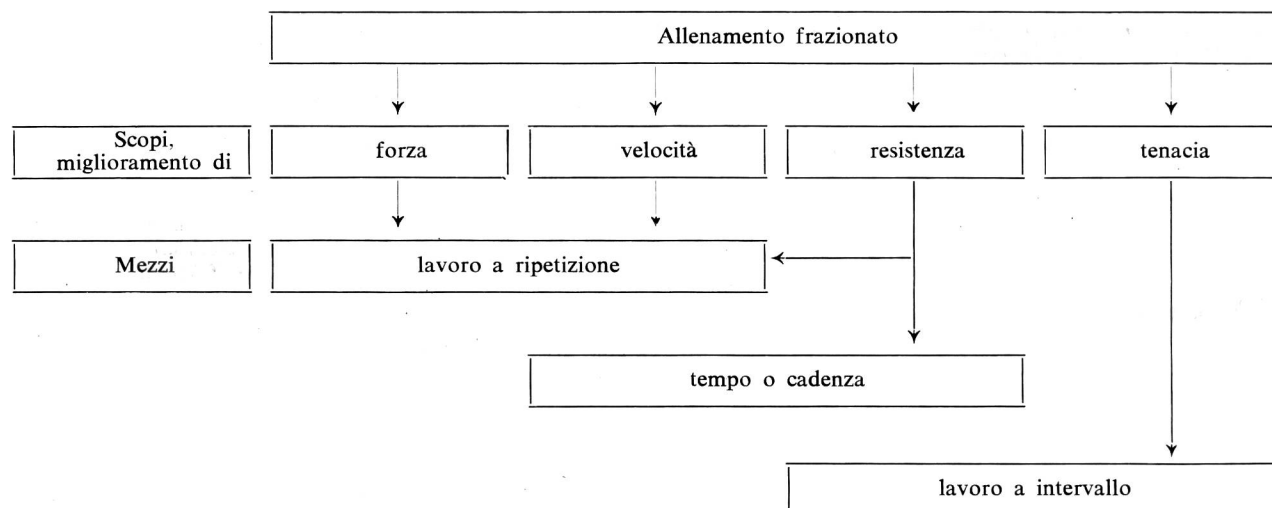 Allenamento frazionato
Scopi,
miglioramento di
forza
velocità
resistenza
tenacia
Mezzi
lavoro a ripetizione
tempo o cadenza
lavoro a intervallo